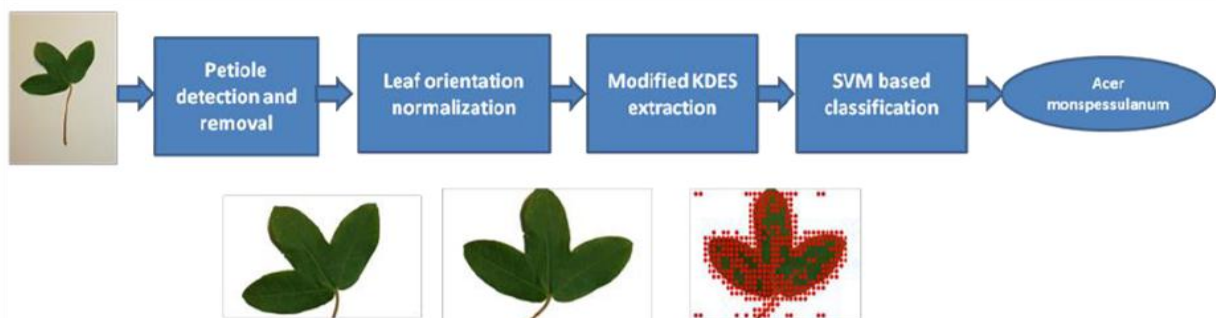 Petiole
detection and
removal
Leaf orientation
normalization
Modified KDES
extraction
SVM based
classification
Acer
monspessulanum